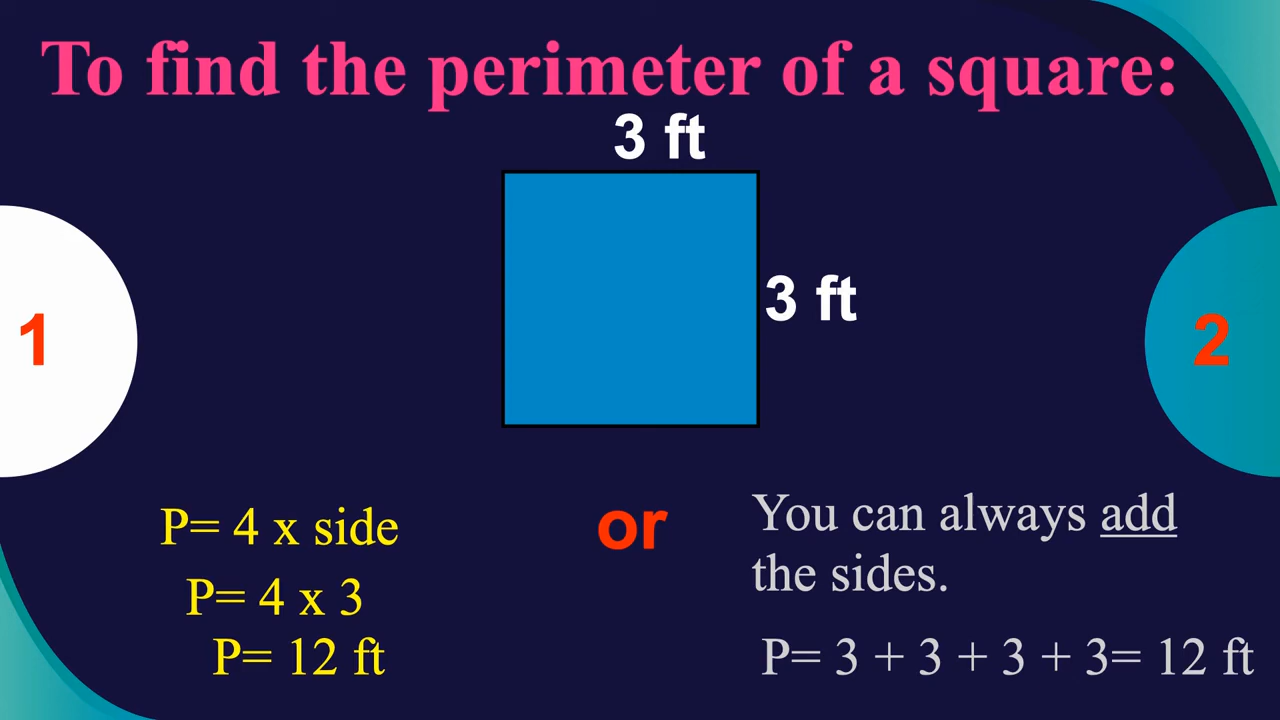 To find the perimeter of a square:
3 ft
3 ft
1
2
P= 4 x side
P= 4 x 3
P= 12 ft
or
You can always add
the sides.
P= 3 + 3 + 3 + 3= 12 ft